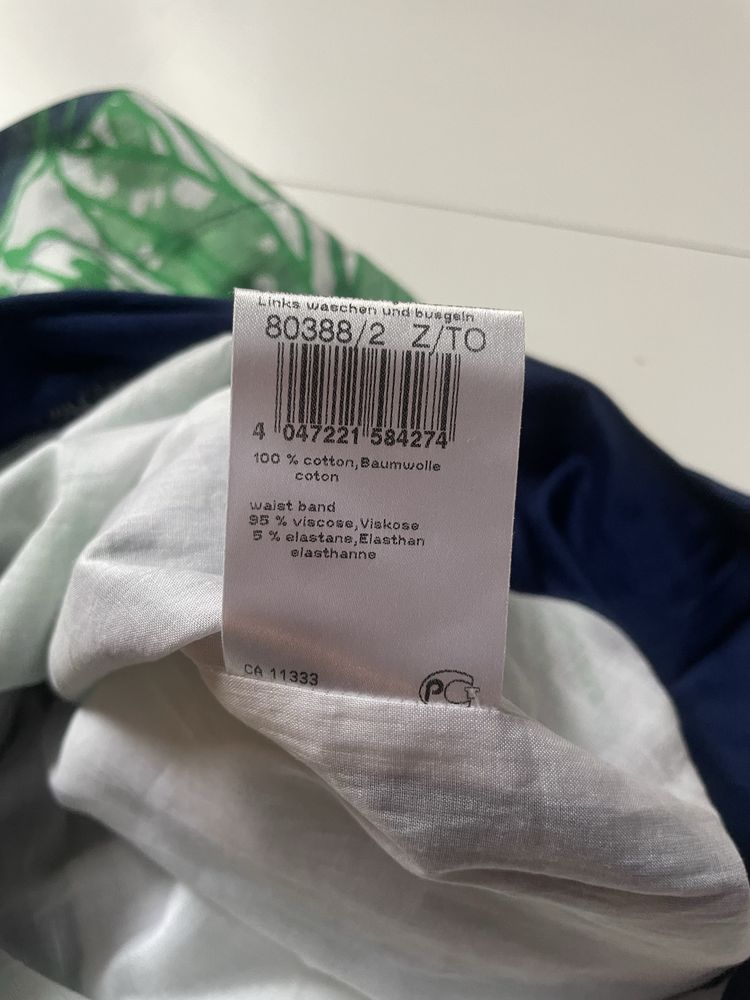 Links waschen und bügeln
80388/2 Z/TO
4 047221 584274
100 % cotton,Baumwolle
coton
waist band
95 % viscose,Viskose
5 % elastane,Elasthan
elasthanne
CA 11333
PCT